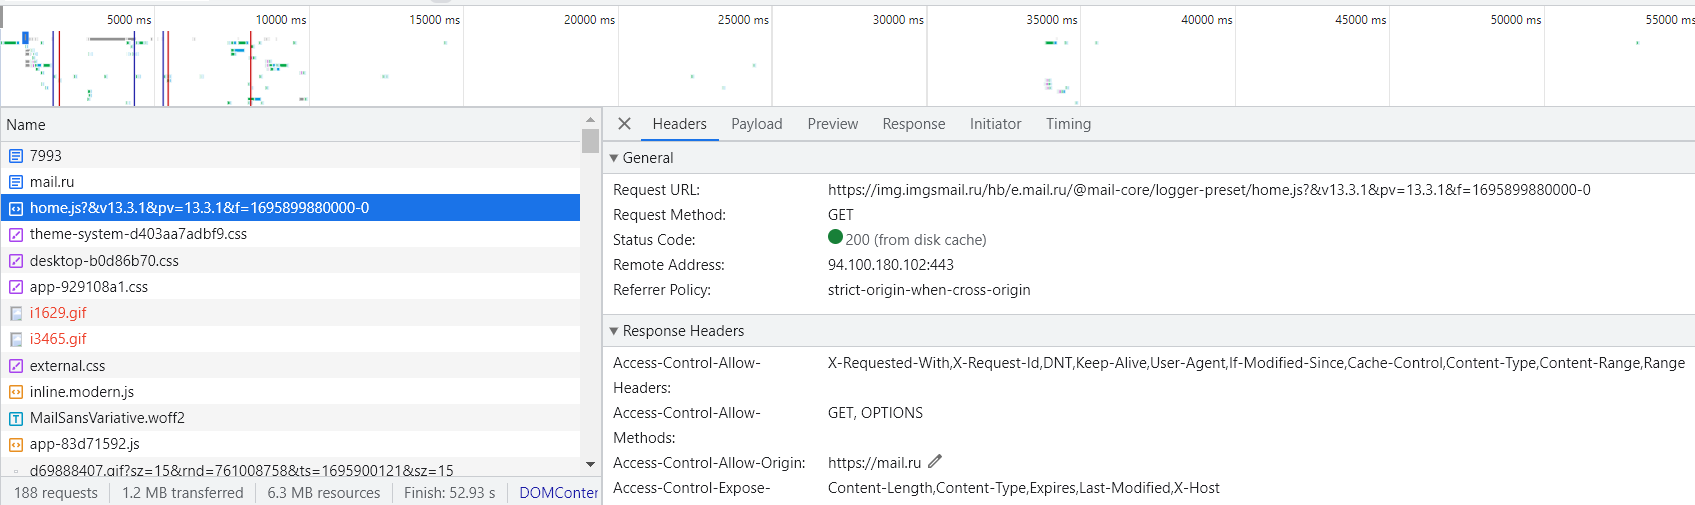 5000 ms 10000 ms 15000 ms 20000 ms 25000 ms 30000 ms 35000 ms 40000 ms 45000 ms 50000 ms 55000 ms
Name
7993
mail.ru
home.js?&v13.3.1&pv=13.3.1&f=1695899880000-0
theme-system-d403aa7adbf9.css
desktop-b0d86b70.css
app-929108a1.css
i1629.gif
i3465.gif
external.css
inline.modern.js
MailSansVariative.woff2
app-83d71592.js
d69888407.gif?sz=15&rnd=761008758&ts=1695900121&sz=15
188 requests 1.2 MB transferred 6.3 MB resources Finish: 52.93 s DOMConter
Headers Payload Preview Response Initiator Timing
General
Request URL: https://img.imgsmail.ru/hb/e.mail.ru/@mail-core/logger-preset/home.js?&v13.3.1&pv=13.3.1&f=1695899880000-0
Request Method: GET
Status Code: 200 (from disk cache)
Remote Address: 94.100.180.102:443
Referrer Policy: strict-origin-when-cross-origin
Response Headers
Access-Control-Allow- X-Requested-With,X-Request-Id,DNT,Keep-Alive,User-Agent,If-Modified-Since,Cache-Control,Content-Type,Content-Range,Range
Headers:
Access-Control-Allow- GET, OPTIONS
Methods:
Access-Control-Allow-Origin: https://mail.ru
Access-Control-Expose- Content-Length,Content-Type,Expires,Last-Modified,X-Host